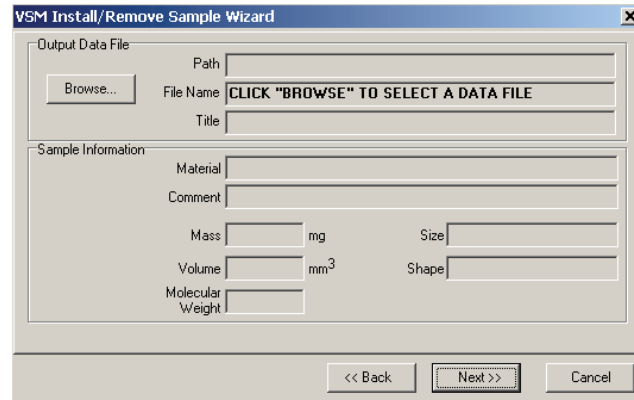 VSM Install/Remove Sample Wizard
Output Data File
Path
Browse...
File Name CLICK "BROWSE" TO SELECT A DATA FILE
Title
Sample Information
Material
Comment
Mass mg Size
Volume mm3 Shape
Molecular
Weight
<< Back Next >> Cancel